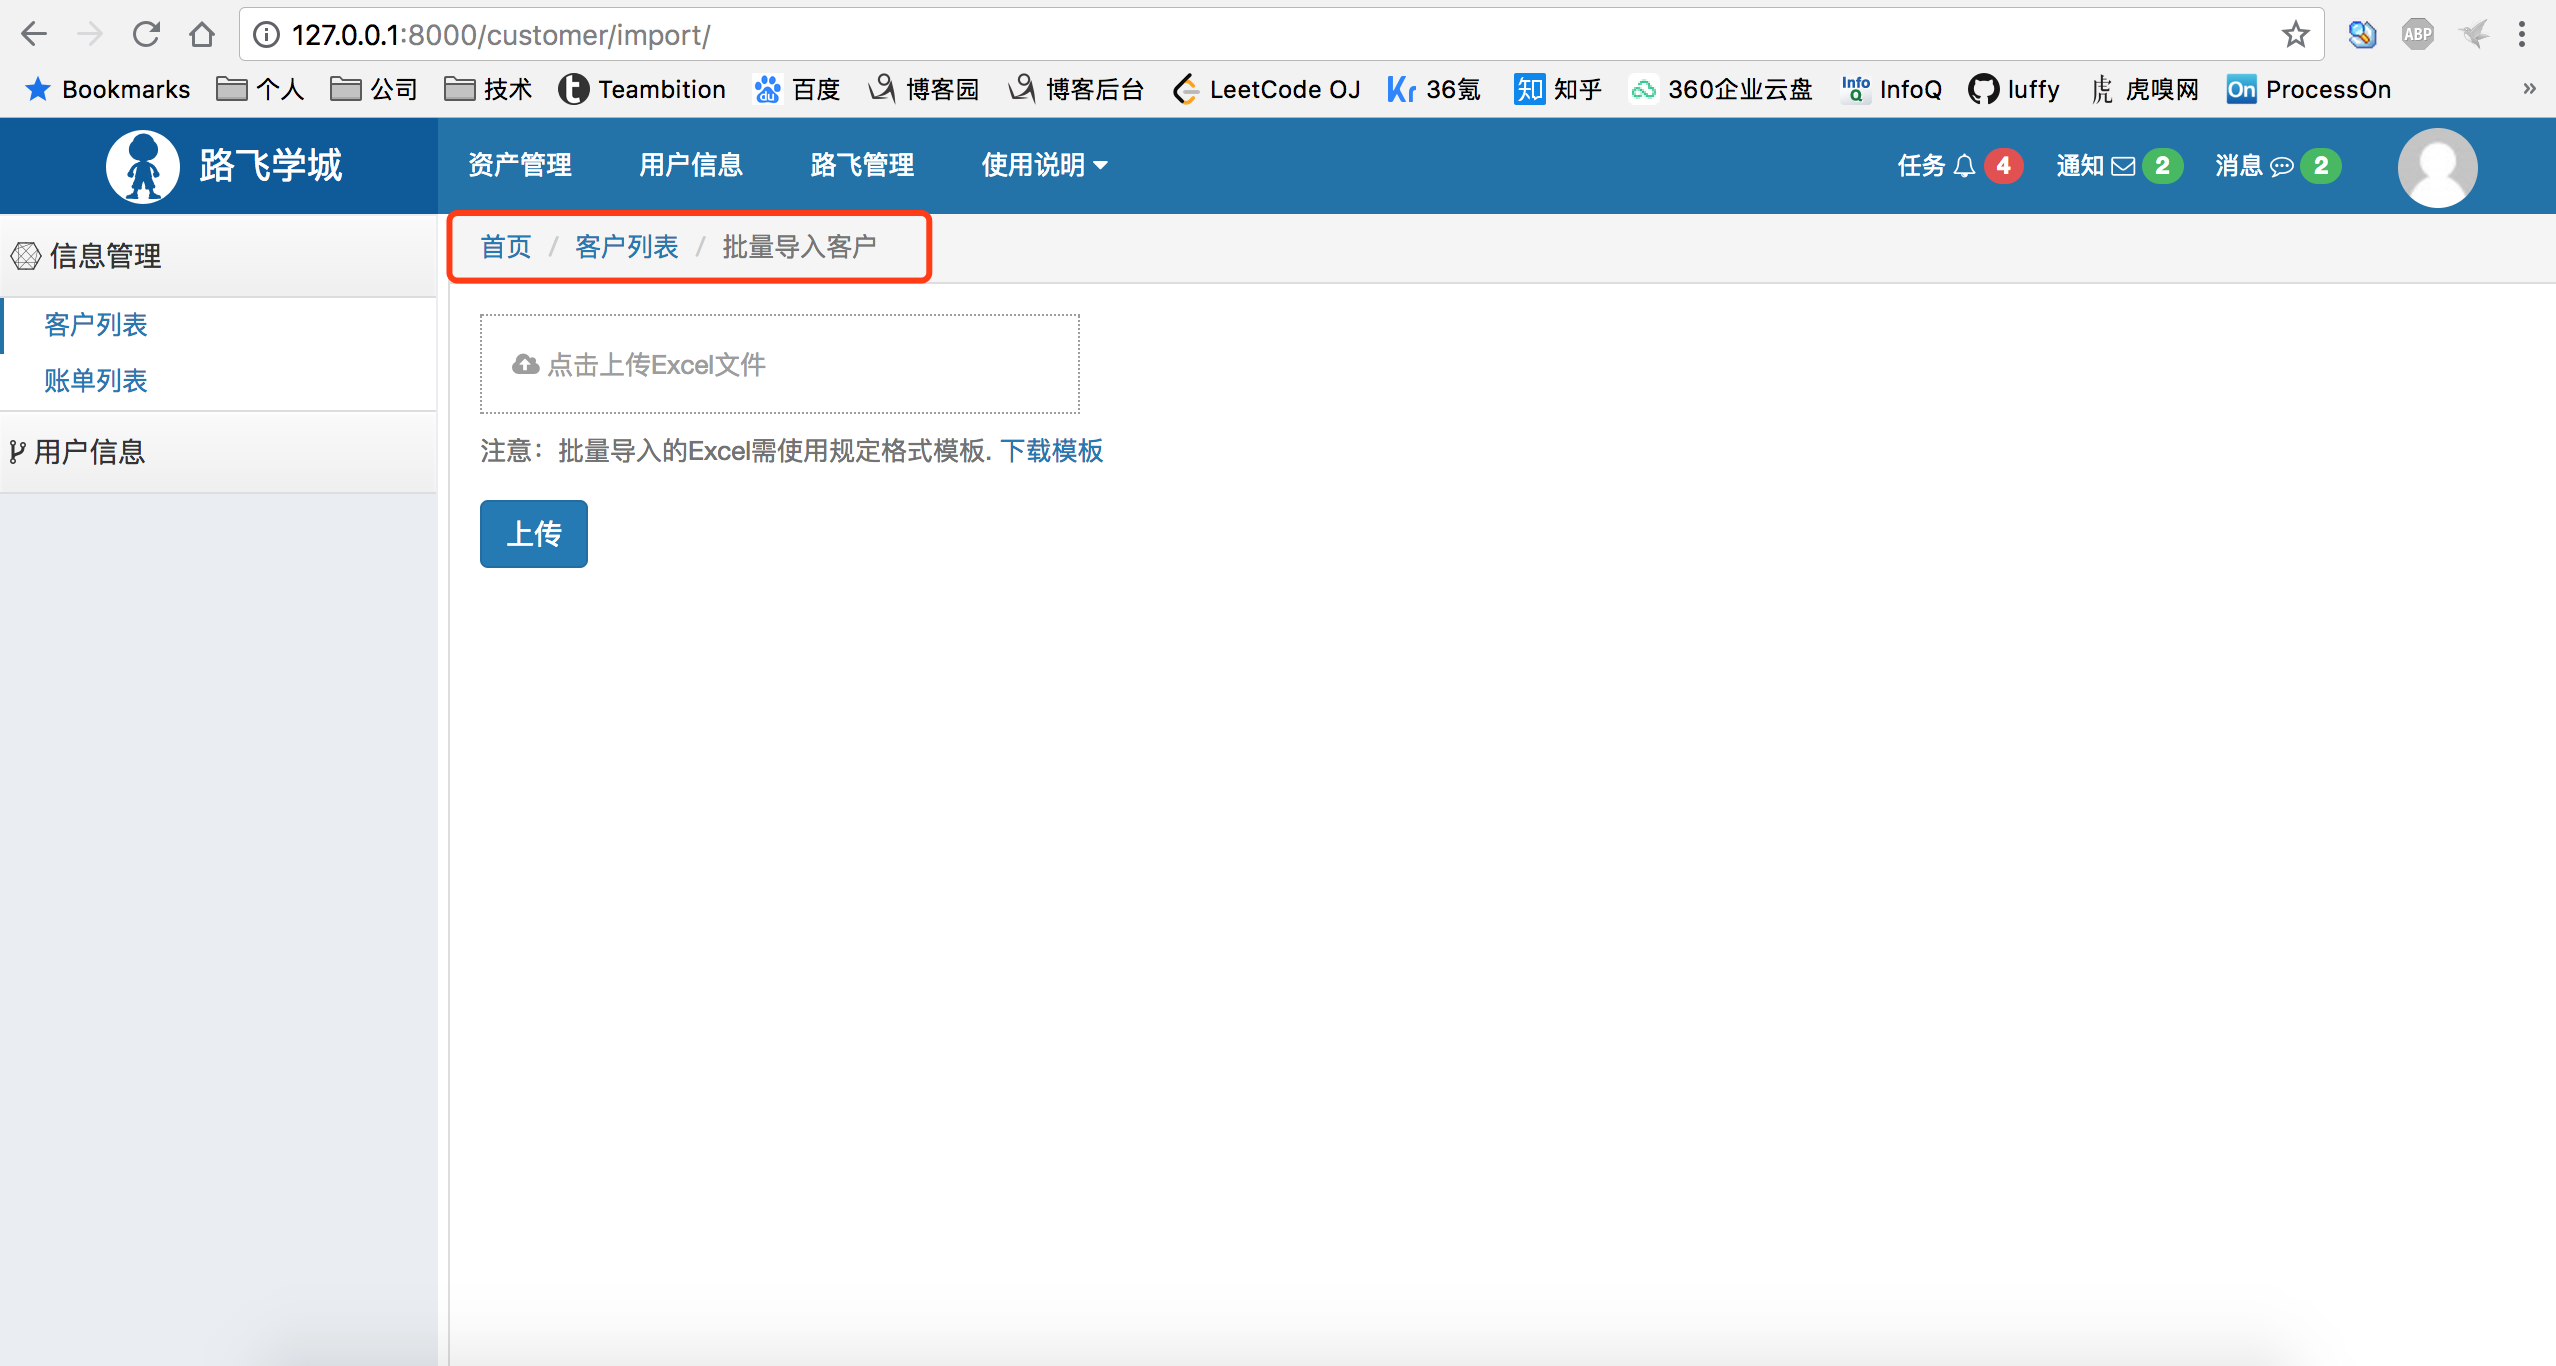 127.0.0.1:8000/customer/import/
ABP
Bookmarks 个人 公司 技术 Teambition 百度 博客园 博客后台 LeetCode OJ 36氪 知乎 360企业云盘 InfoQ luffy 虎嗅网 ProcessOn »
路飞学城 资产管理 用户信息 路飞管理 使用说明 任务 4 通知 2 消息 2
首页 / 客户列表 / 批量导入客户
信息管理
客户列表
账单列表
用户信息
点击上传Excel文件
注意：批量导入的Excel需使用规定格式模板. 下载模板
上传